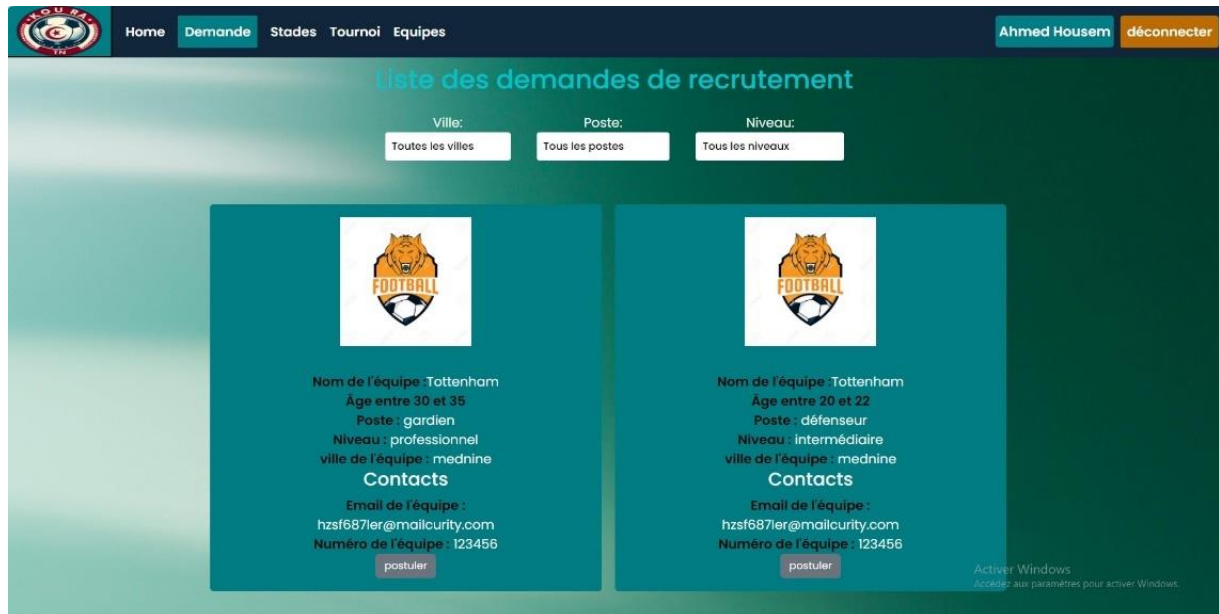 KOURA
TN
Home Demande Stades Tournoi Equipes Ahmed Housem déconnecter
Liste des demandes de recrutement
Ville: Poste: Niveau:
Toutes les villes Tous les postes Tous les niveaux
FOOTBALL
Nom de l'équipe :Tottenham
Âge entre 30 et 35
Poste : gardien
Niveau : professionnel
ville de l'équipe : mednine
Contacts
Email de l'équipe :
hzsf687ler@mailcurity.com
Numéro de l'équipe : 123456
postuler
FOOTBALL
Nom de l'équipe :Tottenham
Âge entre 20 et 22
Poste : défenseur
Niveau : intermédiaire
ville de l'équipe : mednine
Contacts
Email de l'équipe :
hzsf687ler@mailcurity.com
Numéro de l'équipe : 123456
postuler
Activer Windows
Accédez aux paramètres pour activer Windows.